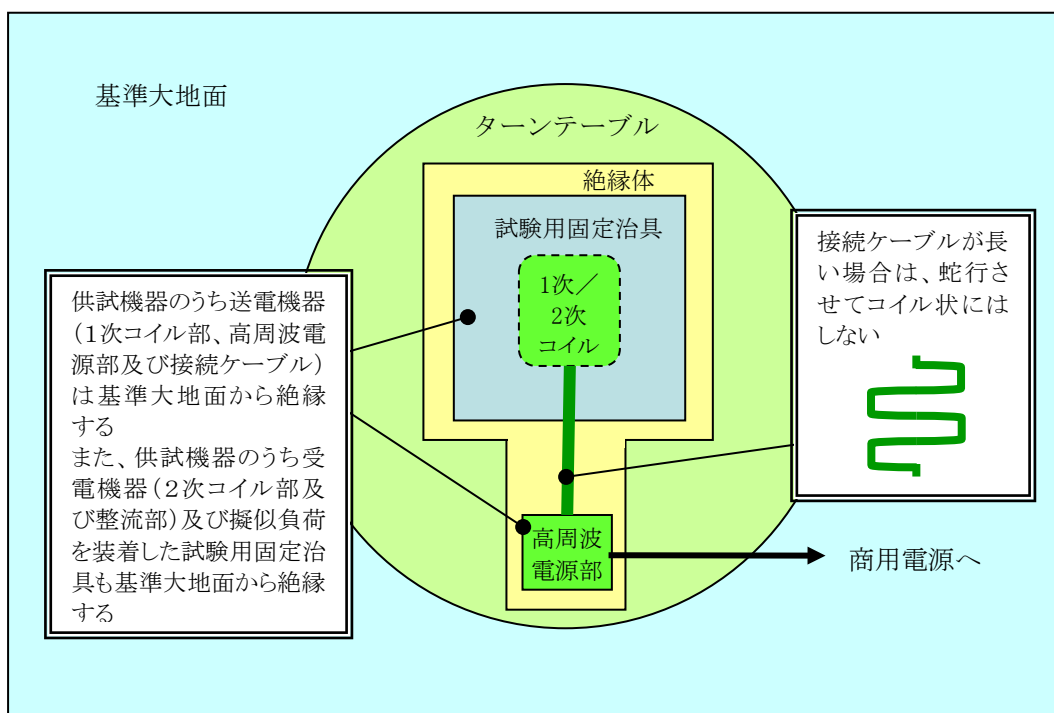 基準大地面
ターンテーブル
絶縁体
試験用固定治具
1次／
2次
コイル
接続ケーブルが長
い場合は、蛇行さ
せてコイル状には
しない
供試機器のうち送電機器
(1次コイル部、高周波電
源部及び接続ケーブル)
は基準大地面から絶縁
する
また、供試機器のうち受
電機器(2次コイル部及
び整流部)及び擬似負荷
を装着した試験用固定治
具も基準大地面から絶縁
する
高周波
電源部
商用電源へ